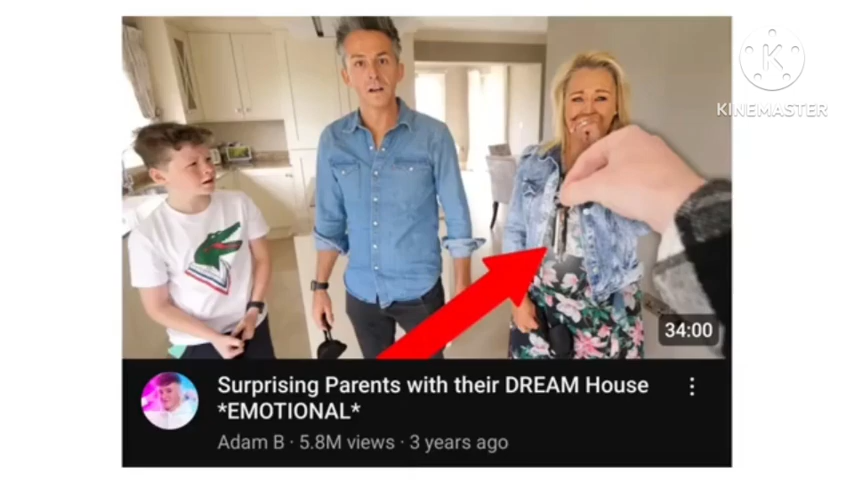 K
KINEMASTER
34:00
Surprising Parents with their DREAM House
*EMOTIONAL*
Adam B · 5.8M views · 3 years ago